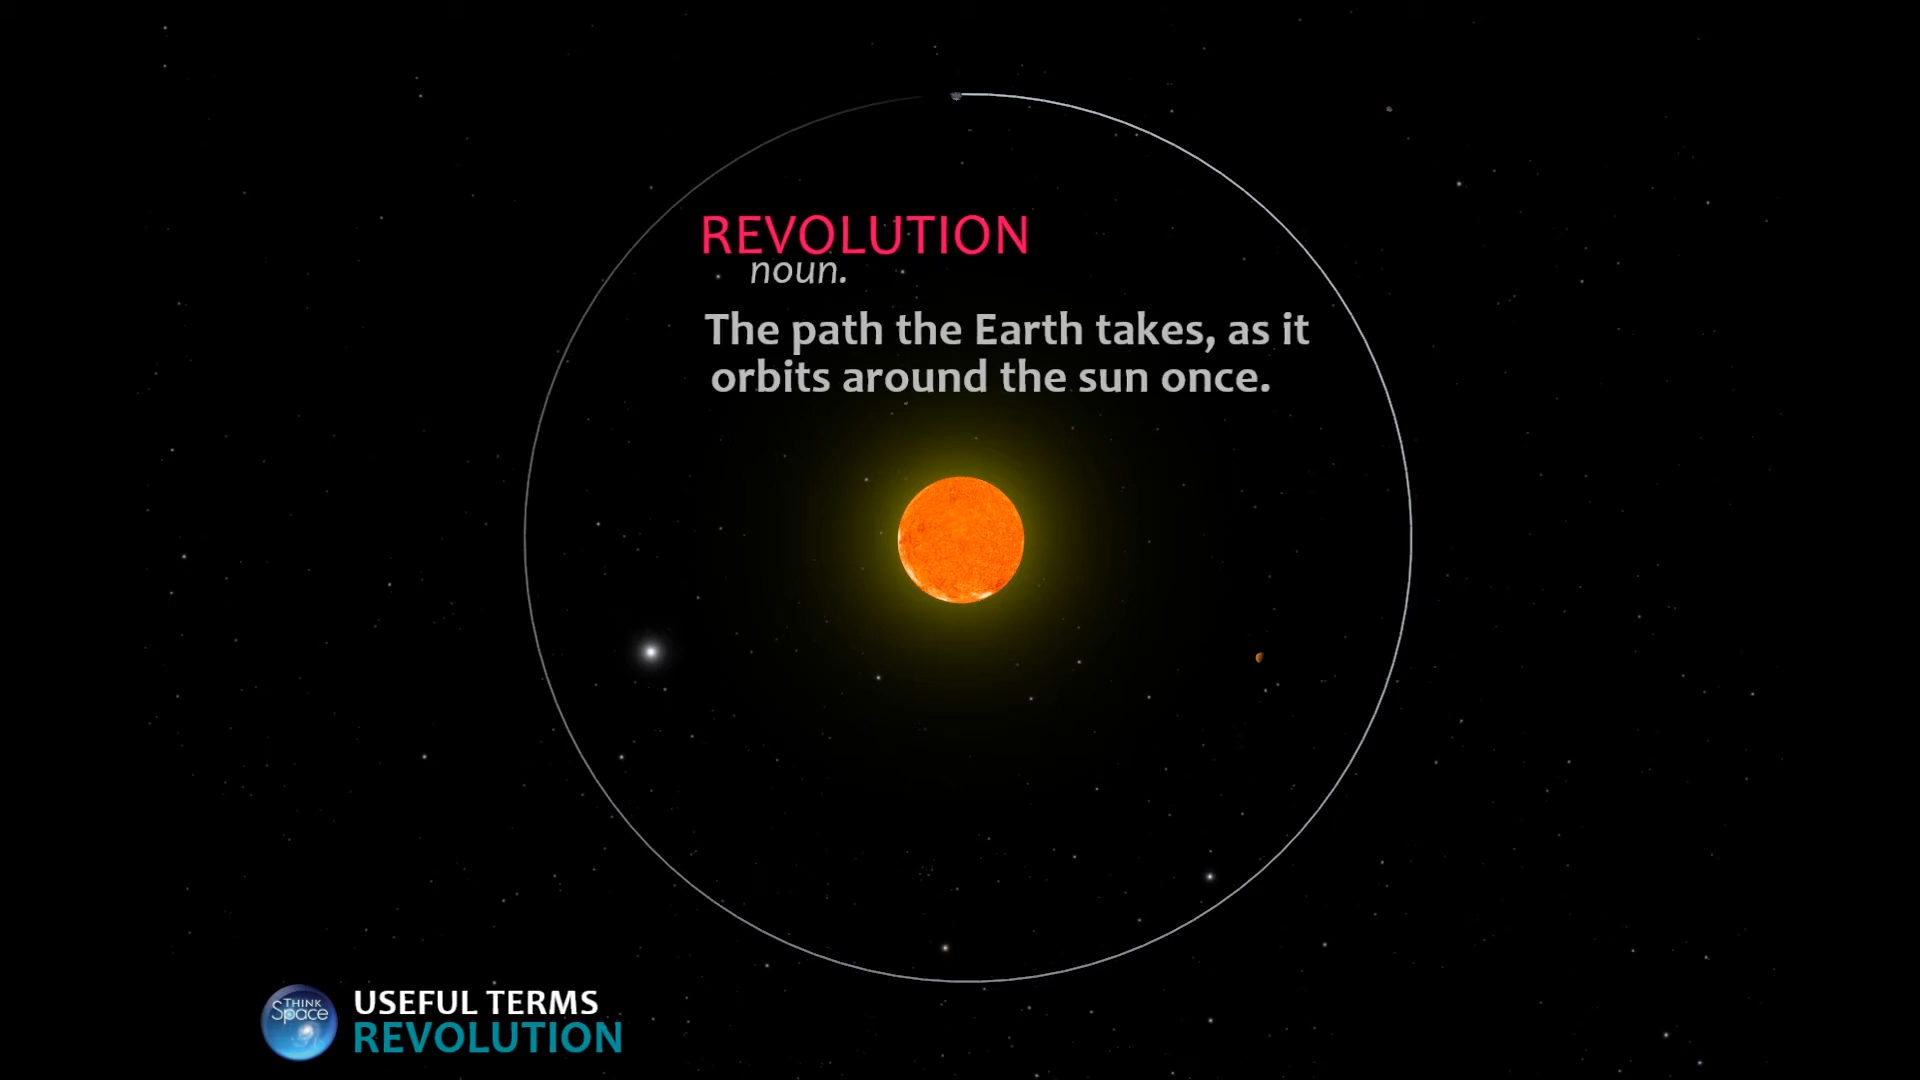 REVOLUTION
noun.
The path the Earth takes, as it
orbits around the sun once.
THINK
Space
USEFUL TERMS
REVOLUTION